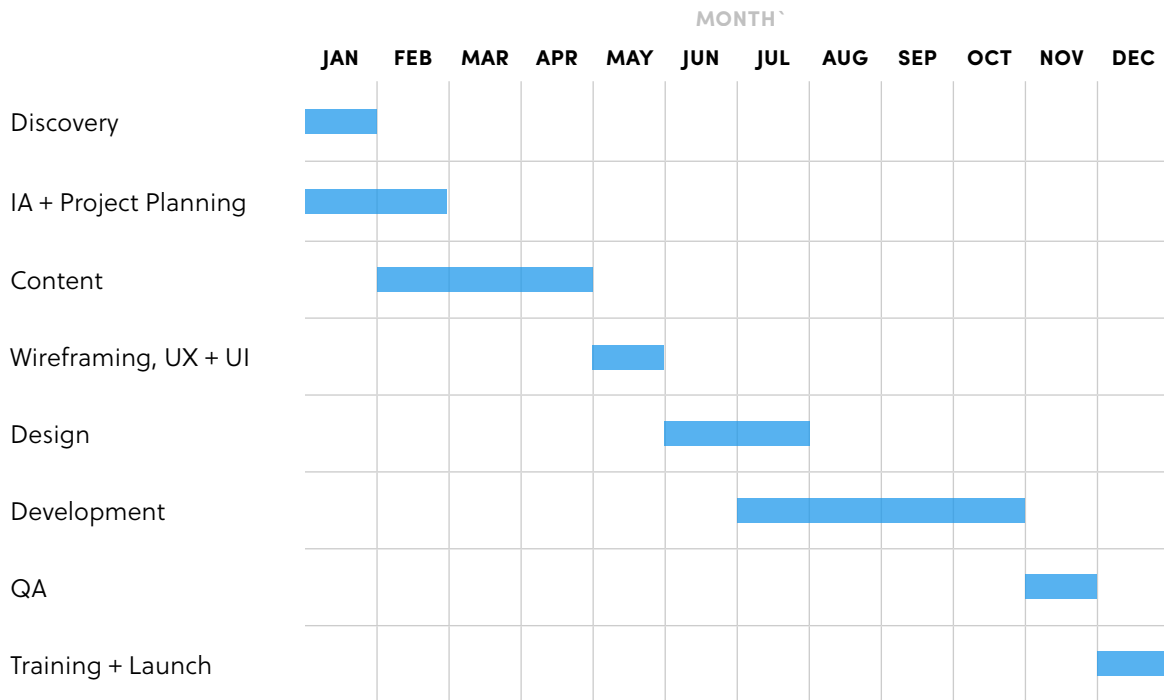 MONTH`
JAN FEB MAR APR MAY JUN JUL AUG SEP OCT NOV DEC
Discovery
IA + Project Planning
Content
Wireframing, UX + UI
Design
Development
QA
Training + Launch